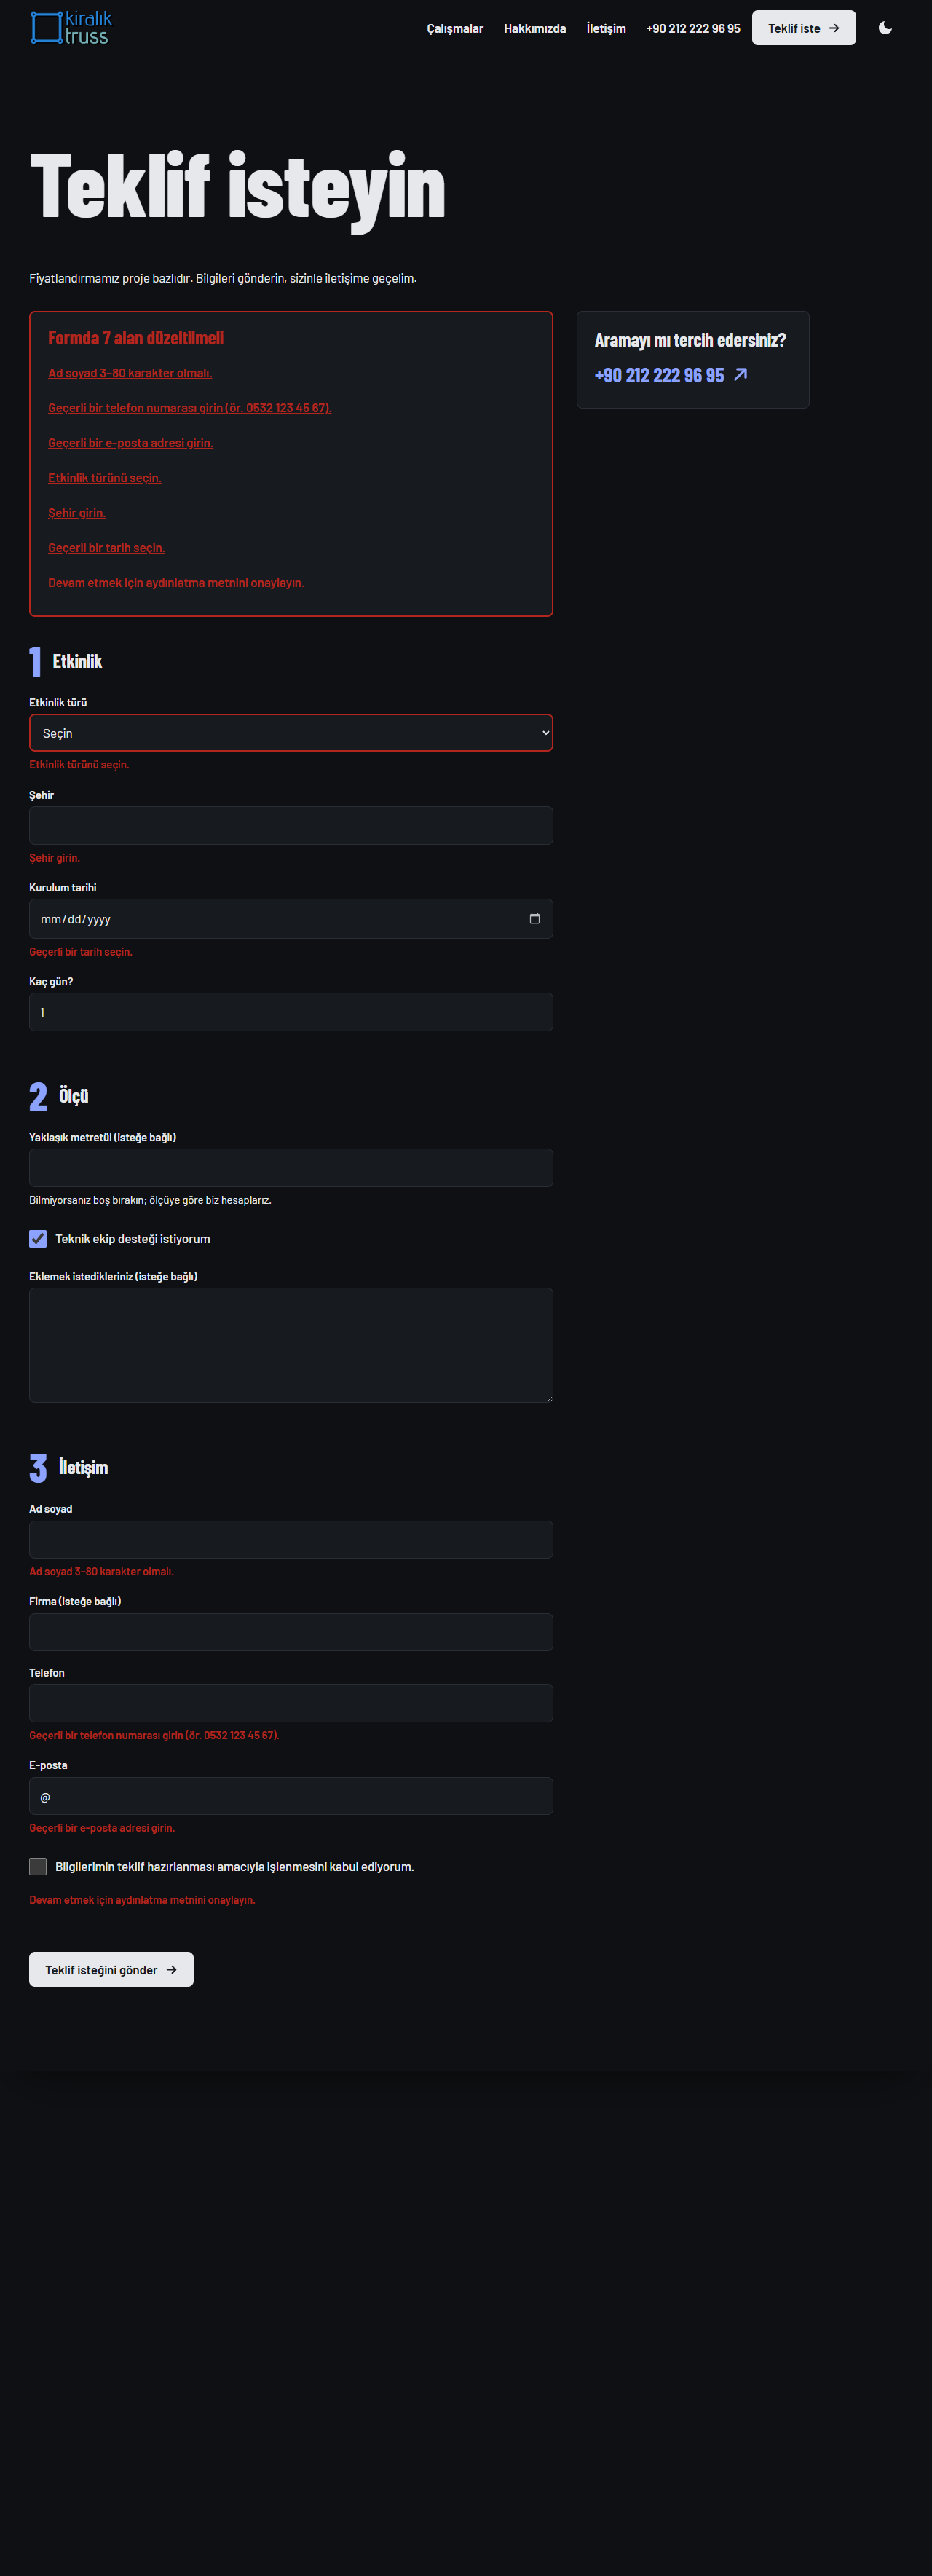 kiralık
truss
Çalışmalar Hakkımızda İletişim +90 212 222 96 95 Teklif iste
Teklif isteyin
Fiyatlandırmamız proje bazlıdır. Bilgileri gönderin, sizinle iletişime geçelim.
Formda 7 alan düzeltilmeli
Ad soyad 3–80 karakter olmalı.
Geçerli bir telefon numarası girin (ör. 0532 123 45 67).
Geçerli bir e-posta adresi girin.
Etkinlik türünü seçin.
Şehir girin.
Geçerli bir tarih seçin.
Devam etmek için aydınlatma metnini onaylayın.
Aramayı mı tercih edersiniz?
+90 212 222 96 95
1 Etkinlik
Etkinlik türü
Seçin
Etkinlik türünü seçin.
Şehir
Şehir girin.
Kurulum tarihi
mm/dd/yyyy
Geçerli bir tarih seçin.
Kaç gün?
1
2 Ölçü
Yaklaşık metretül (isteğe bağlı)
Bilmiyorsanız boş bırakın; ölçüye göre biz hesaplarız.
Teknik ekip desteği istiyorum
Eklemek istedikleriniz (isteğe bağlı)
3 İletişim
Ad soyad
Ad soyad 3–80 karakter olmalı.
Firma (isteğe bağlı)
Telefon
Geçerli bir telefon numarası girin (ör. 0532 123 45 67).
E-posta
@
Geçerli bir e-posta adresi girin.
Bilgilerimin teklif hazırlanması amacıyla işlenmesini kabul ediyorum.
Devam etmek için aydınlatma metnini onaylayın.
Teklif isteğini gönder